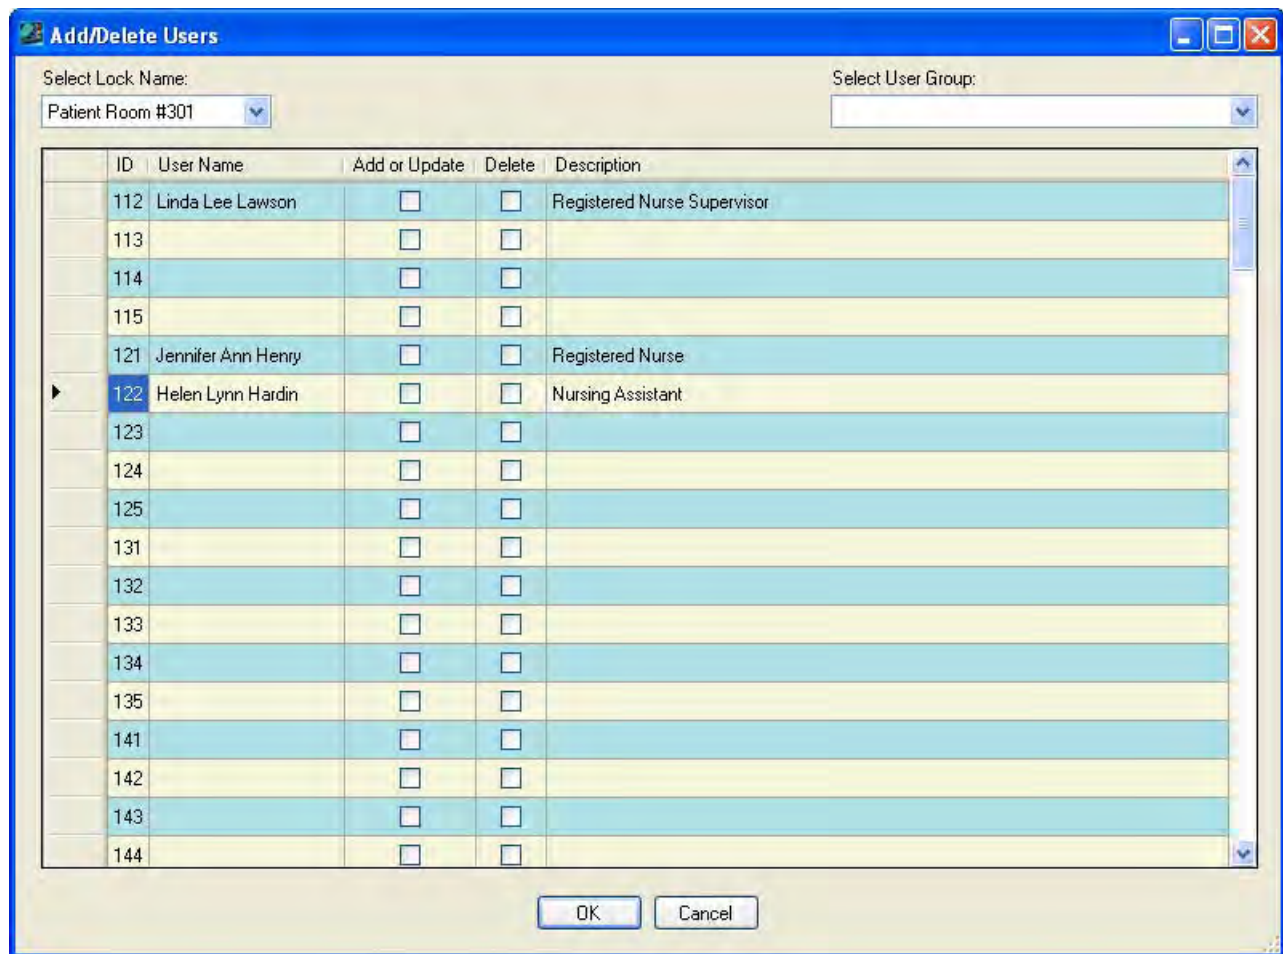 Add/Delete Users
Select Lock Name: Select User Group:
Patient Room #301
ID User Name Add or Update Delete Description
112 Linda Lee Lawson Registered Nurse Supervisor
113
114
115
121 Jennifer Ann Henry Registered Nurse
122 Helen Lynn Hardin Nursing Assistant
123
124
125
131
132
133
134
135
141
142
143
144
OK Cancel